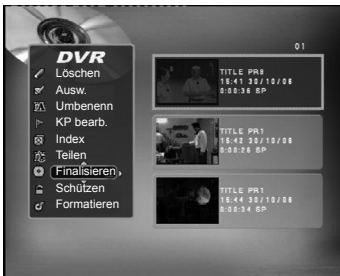 01
DVR
Löschen
Ausw.
Umbenenn
KP bearb.
Index
Teilen
Finalisieren
Schützen
Formatieren
TITLE PR8
15:41 30/10/06
0:00:36 SP
TITLE PR1
15:42 30/10/06
0:00:26 SP
TITLE PR1
15:44 30/10/06
0:00:34 SP